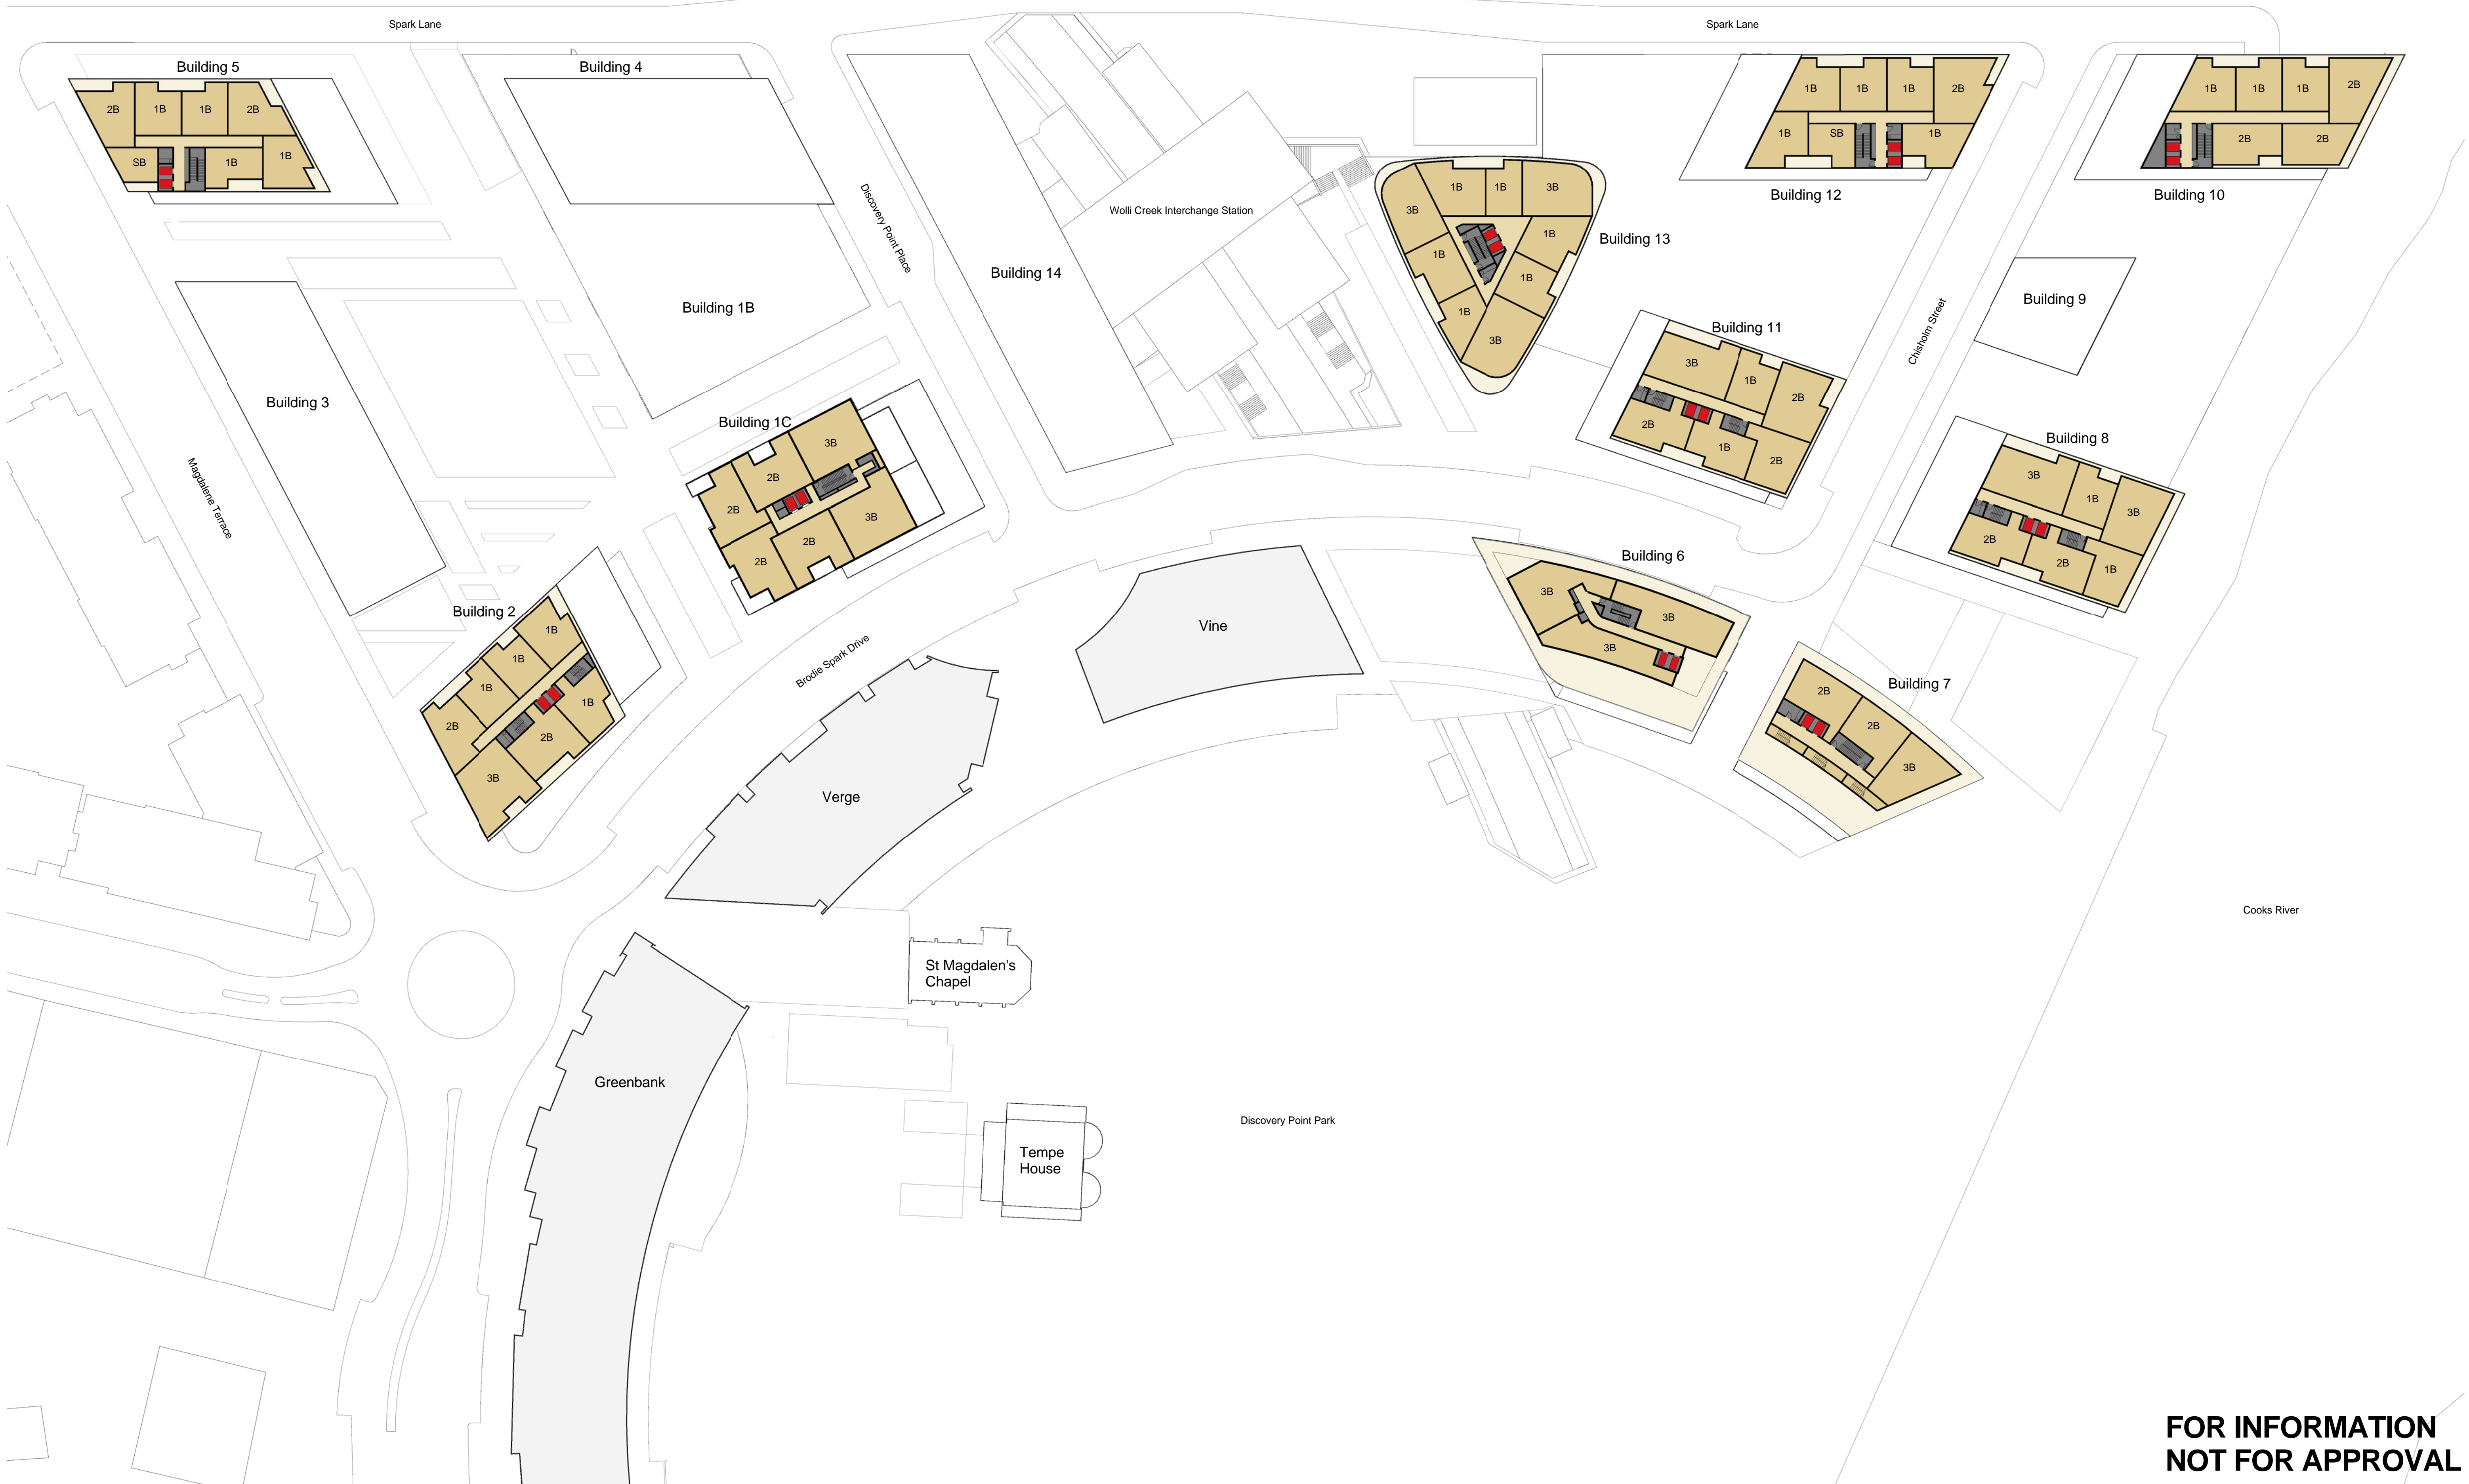 Spark Lane
Spark Lane
Building 5
2B
1B
1B
2B
SB
1B
1B
Building 4
Building 12
1B
1B
1B
2B
1B
SB
1B
Building 10
1B
1B
1B
2B
2B
2B
Discovery Point Place
Wolli Creek Interchange Station
Building 14
Building 1B
Building 13
1B
1B
3B
3B
1B
1B
1B
1B
3B
Building 9
Chisholm Street
Building 11
3B
1B
2B
2B
1B
2B
Building 3
Magdalene Terrace
Building 1C
3B
2B
2B
3B
2B
2B
Building 8
3B
1B
3B
2B
2B
1B
Building 2
1B
1B
1B
2B
1B
2B
3B
Brodie Spark Drive
Vine
Building 6
3B
3B
3B
Building 7
2B
2B
3B
Verge
Cooks River
St Magdalen's
Chapel
Greenbank
Discovery Point Park
Tempe
House
FOR INFORMATION
NOT FOR APPROVAL